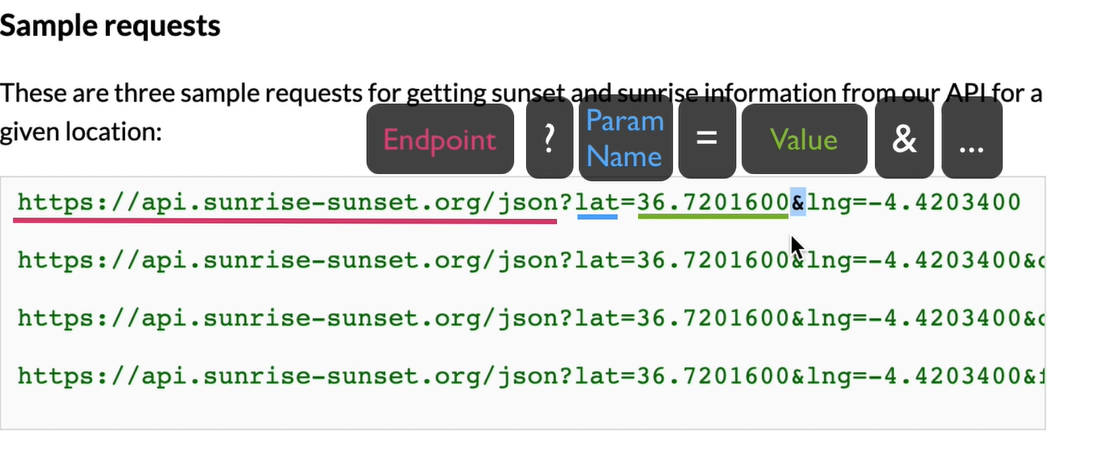 Sample requests
These are three sample requests for getting sunset and sunrise information from our API for a
given location:
Endpoint ? Param Name = Value & ...
https://api.sunrise-sunset.org/json?lat=36.7201600&lng=-4.4203400
https://api.sunrise-sunset.org/json?lat=36.7201600&lng=-4.4203400&
https://api.sunrise-sunset.org/json?lat=36.7201600&lng=-4.4203400&
https://api.sunrise-sunset.org/json?lat=36.7201600&lng=-4.4203400&